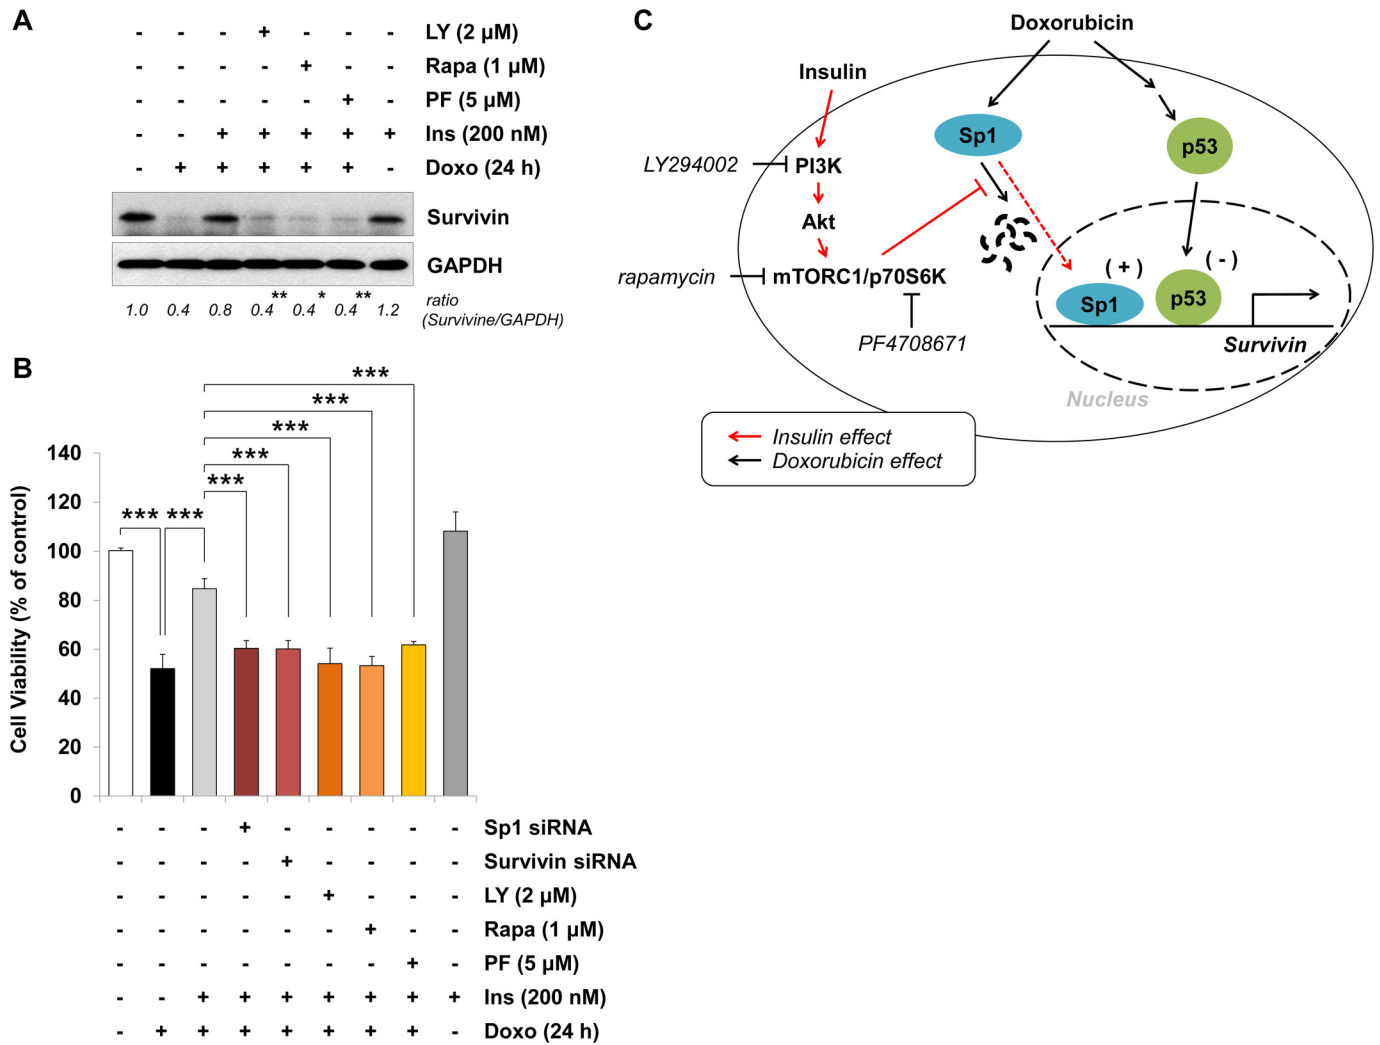 A
- - - + - - - LY (2 µM)
- - - - + - - Rapa (1 µM)
- - - - - + - PF (5 µM)
- - + + + + + Ins (200 nM)
- + + + + + - Doxo (24 h)
Survivin
GAPDH
1.0 0.4 0.8 0.4** 0.4* 0.4** 1.2 ratio
(Survivine/GAPDH)
B
***
***
***
***
***
*** ***
Cell Viability (% of control)
140
120
100
80
60
40
20
0
- - - + - - - - - Sp1 siRNA
- - - - + - - - - Survivin siRNA
- - - - - + - - - LY (2 µM)
- - - - - - + - - Rapa (1 µM)
- - - - - - - + - PF (5 µM)
- - + + + + + + + Ins (200 nM)
- + + + + + + + - Doxo (24 h)
C
Doxorubicin
Insulin
Sp1
p53
LY294002
PI3K
Akt
rapamycin
mTORC1/p70S6K
PF4708671
(+)
(-)
Sp1
p53
Survivin
Nucleus
Insulin effect
Doxorubicin effect